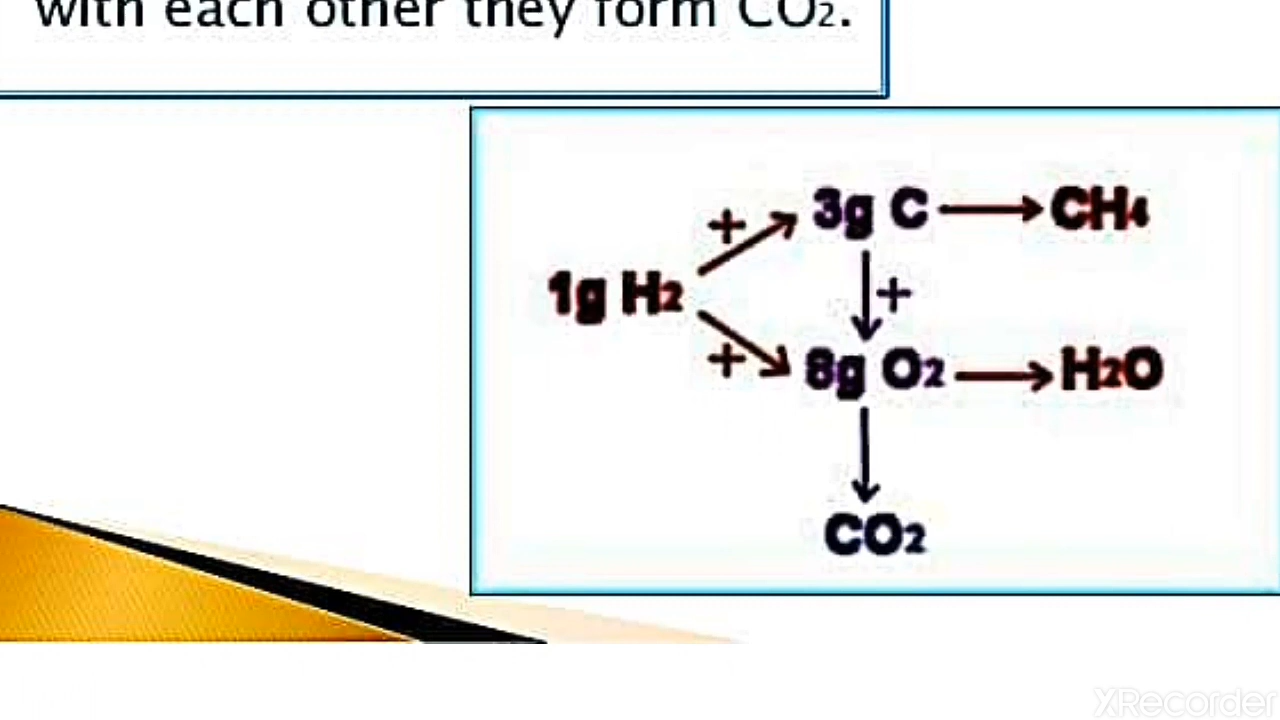 with each other they form CO2.
+ 3g C → CH4
1g H2 +
+ 8g O2 → H2O
CO2
XRecorder